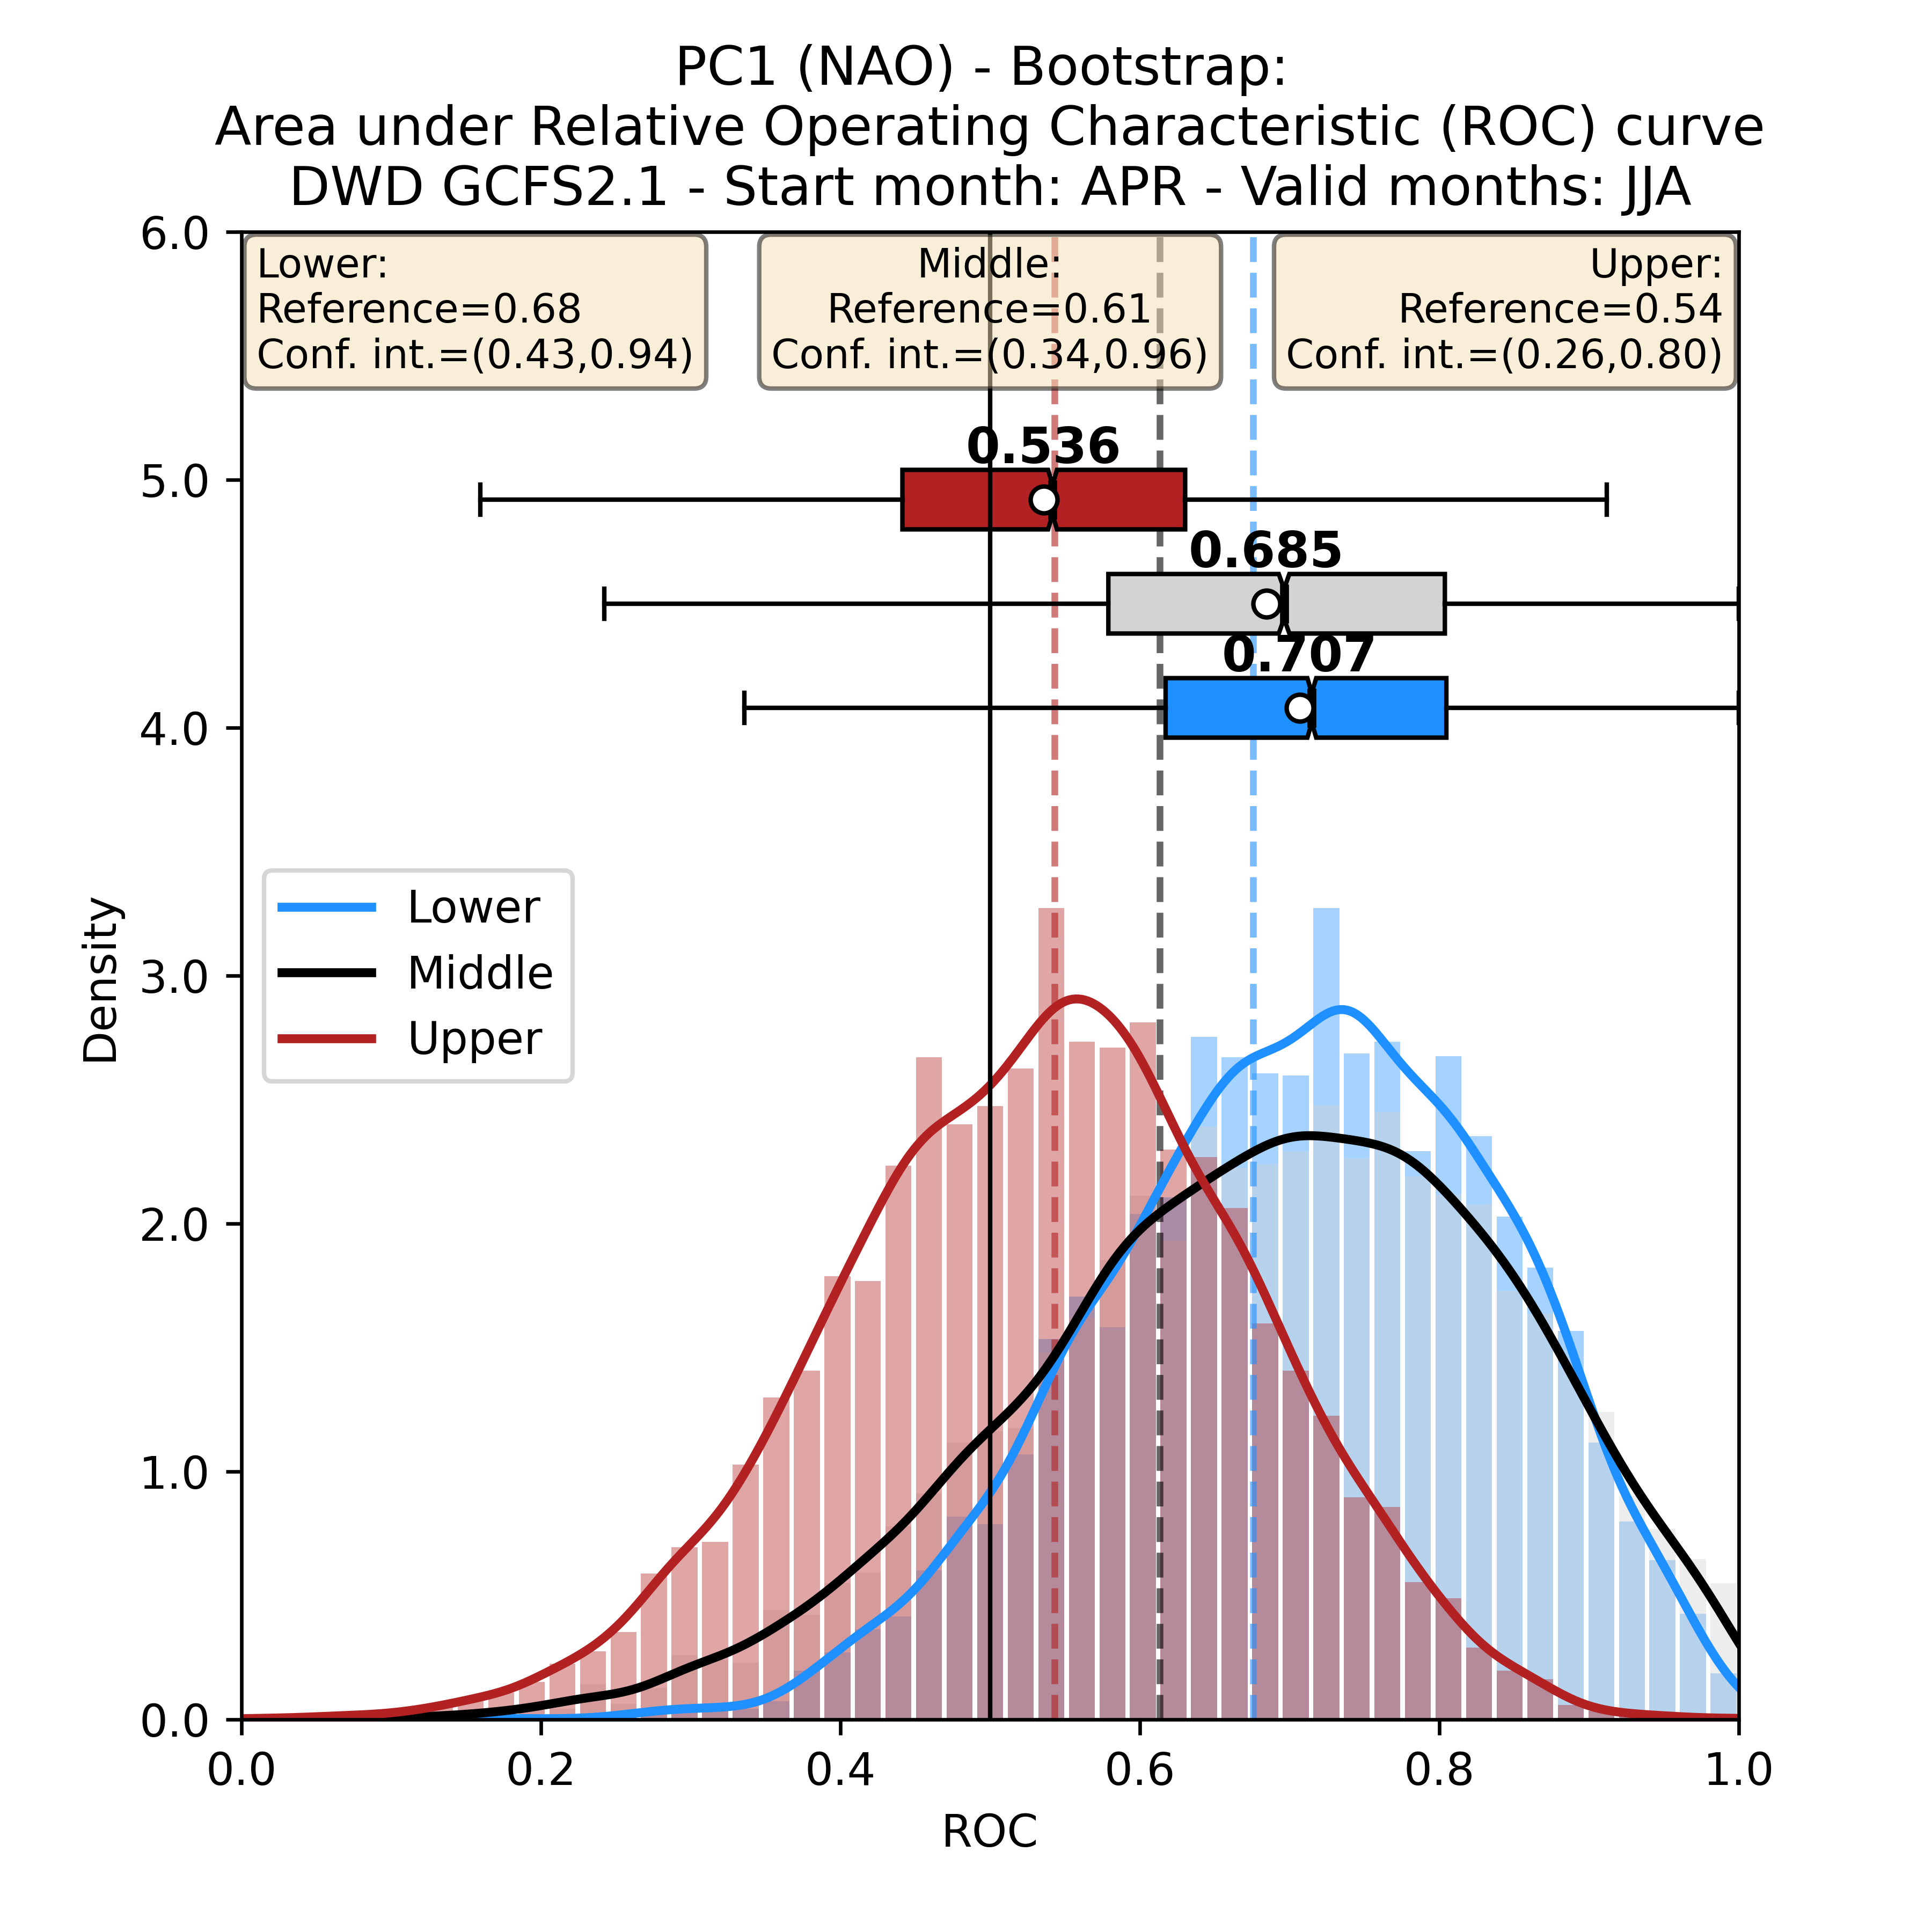 PC1 (NAO) - Bootstrap:
Area under Relative Operating Characteristic (ROC) curve
DWD GCFS2.1 - Start month: APR - Valid months: JJA
Lower:
Reference=0.68
Conf. int.=(0.43,0.94)
Middle:
Reference=0.61
Conf. int.=(0.34,0.96)
Upper:
Reference=0.54
Conf. int.=(0.26,0.80)
0.536
0.685
0.707
Lower
Middle
Upper
Density
6.0
5.0
4.0
3.0
2.0
1.0
0.0
0.0
0.2
0.4
0.6
0.8
1.0
ROC